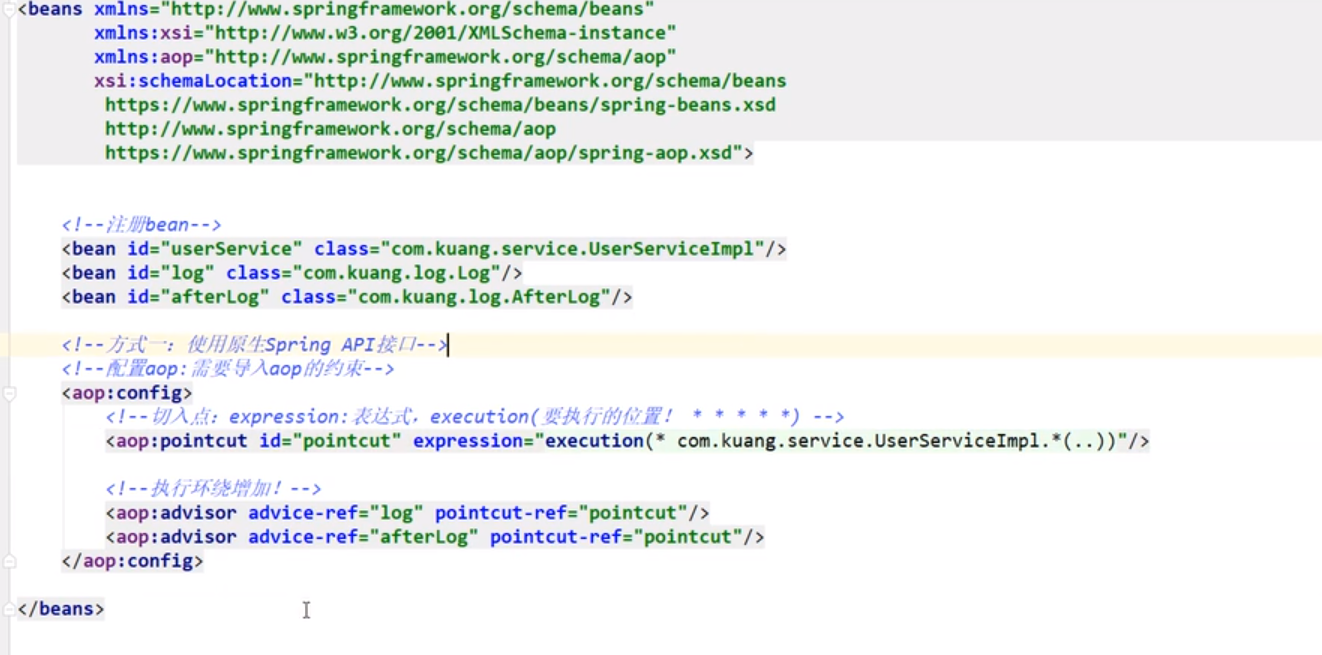 <beans xmlns="http://www.springframework.org/schema/beans"
xmlns:xsi="http://www.w3.org/2001/XMLSchema-instance"
xmlns:aop="http://www.springframework.org/schema/aop"
xsi:schemaLocation="http://www.springframework.org/schema/beans
https://www.springframework.org/schema/beans/spring-beans.xsd
http://www.springframework.org/schema/aop
https://www.springframework.org/schema/aop/spring-aop.xsd">
<!--注册bean-->
<bean id="userService" class="com.kuang.service.UserServiceImpl"/>
<bean id="log" class="com.kuang.log.Log"/>
<bean id="afterLog" class="com.kuang.log.AfterLog"/>
<!--方式一：使用原生Spring API接口-->
<!--配置aop:需要导入aop的约束-->
<aop:config>
<!--切入点：expression:表达式，execution(要执行的位置！ * * * * *) -->
<aop:pointcut id="pointcut" expression="execution(* com.kuang.service.UserServiceImpl.*(..))"/>
<!--执行环绕增加！-->
<aop:advisor advice-ref="log" pointcut-ref="pointcut"/>
<aop:advisor advice-ref="afterLog" pointcut-ref="pointcut"/>
</aop:config>
</beans>